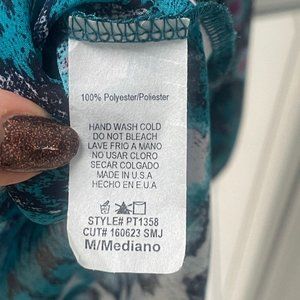 100% Polyester/Poliester
HAND WASH COLD
DO NOT BLEACH
LAVE FRIO A MANO
NO USAR CLORO
SECAR COLGADO
MADE IN U.S.A
HECHO EN E.U.A
STYLE# PT1358
CUT# 160623 SMJ
M/Mediano